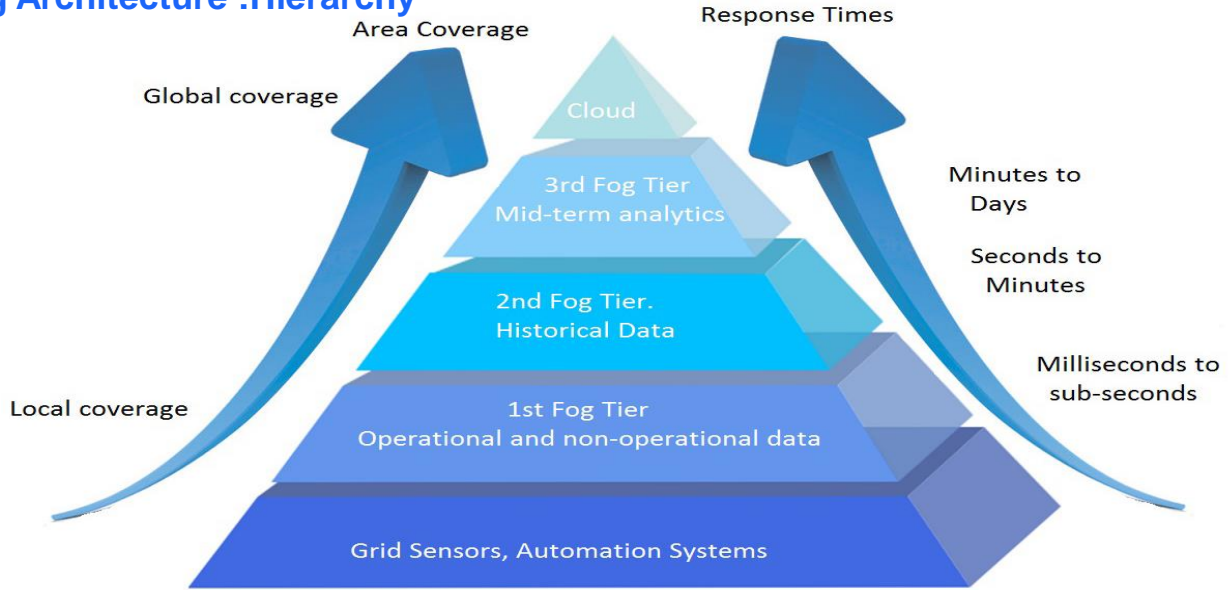 g Architecture :Hierarchy
Area Coverage
Response Times
Global coverage
Cloud
3rd Fog Tier
Mid-term analytics
Minutes to
Days
Seconds to
Minutes
2nd Fog Tier.
Historical Data
Milliseconds to
sub-seconds
Local coverage
1st Fog Tier
Operational and non-operational data
Grid Sensors, Automation Systems